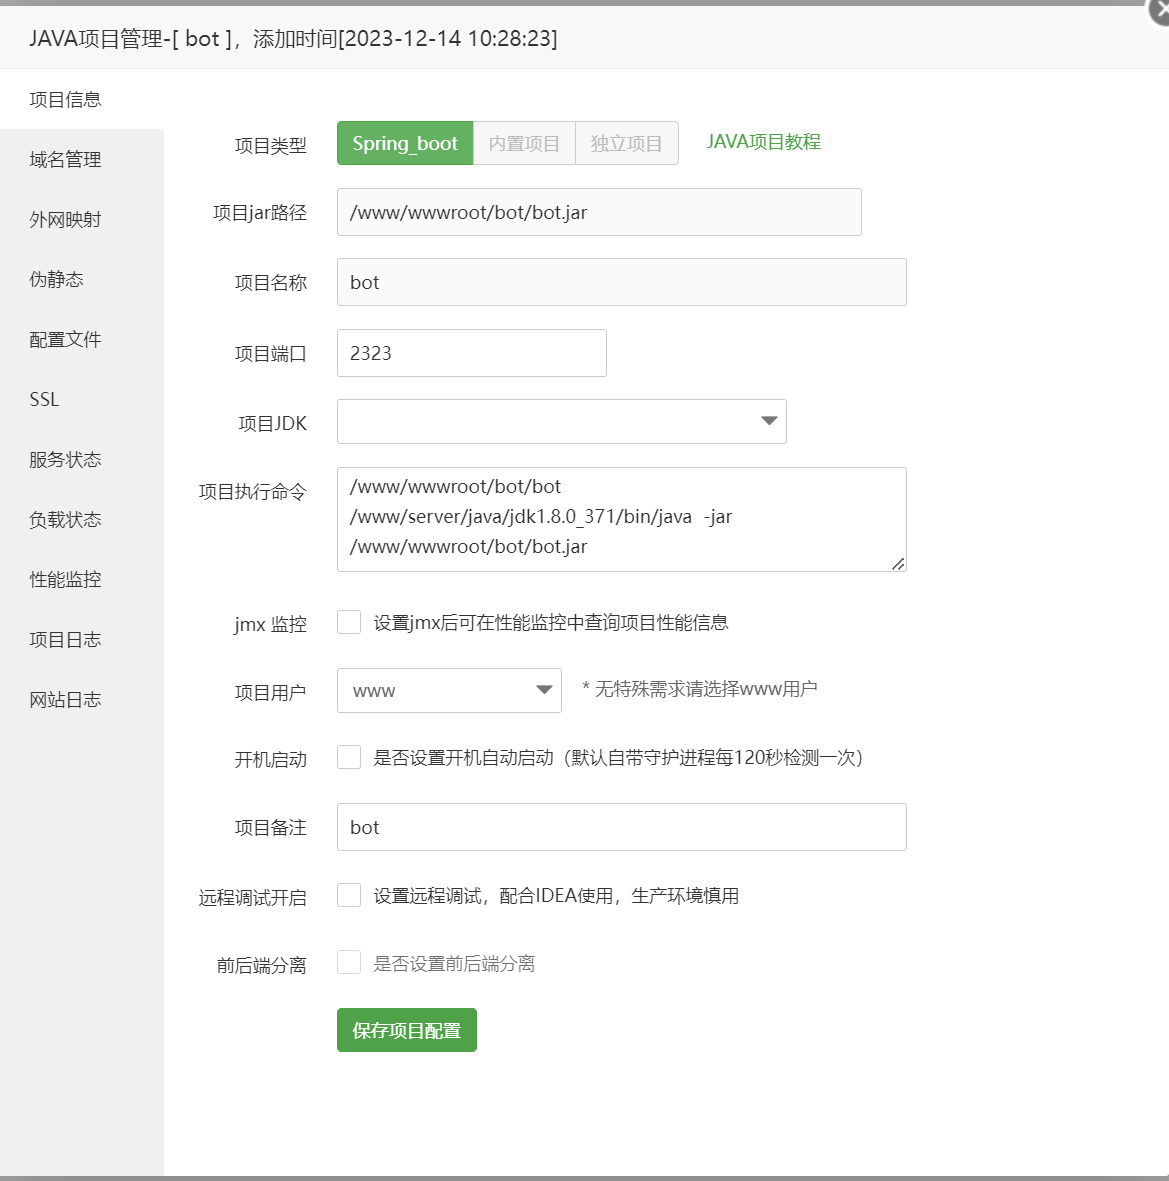 JAVA项目管理-[ bot ]，添加时间[2023-12-14 10:28:23]
项目信息
域名管理
外网映射
伪静态
配置文件
SSL
服务状态
负载状态
性能监控
项目日志
网站日志
项目类型 Spring_boot 内置项目 独立项目 JAVA项目教程
项目jar路径 /www/wwwroot/bot/bot.jar
项目名称 bot
项目端口 2323
项目JDK
项目执行命令 /www/wwwroot/bot/bot
/www/server/java/jdk1.8.0_371/bin/java  -jar
/www/wwwroot/bot/bot.jar
jmx 监控 设置jmx后可在性能监控中查询项目性能信息
项目用户 www * 无特殊需求请选择www用户
开机启动 是否设置开机自动启动（默认自带守护进程每120秒检测一次）
项目备注 bot
远程调试开启 设置远程调试，配合IDEA使用，生产环境慎用
前后端分离 是否设置前后端分离
保存项目配置